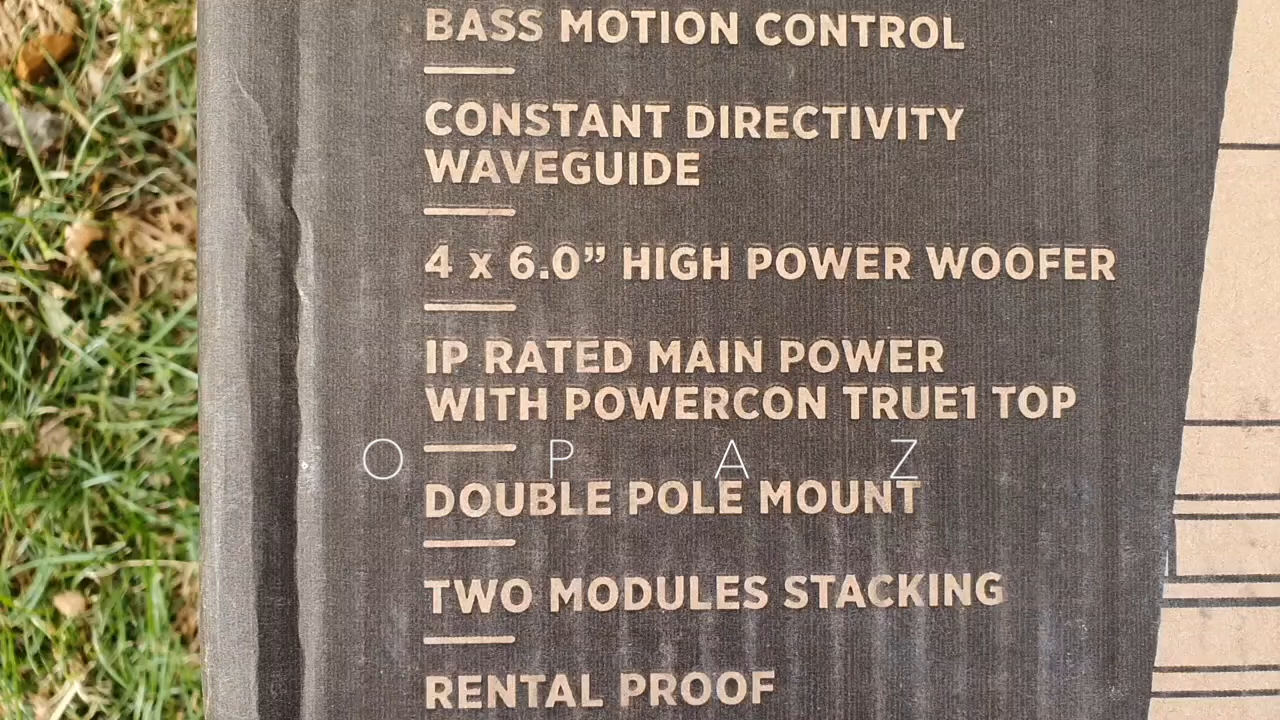 BASS MOTION CONTROL
CONSTANT DIRECTIVITY
WAVEGUIDE
4 x 6.0” HIGH POWER WOOFER
IP RATED MAIN POWER
WITH POWERCON TRUE1 TOP
O P A Z
DOUBLE POLE MOUNT
TWO MODULES STACKING
RENTAL PROOF